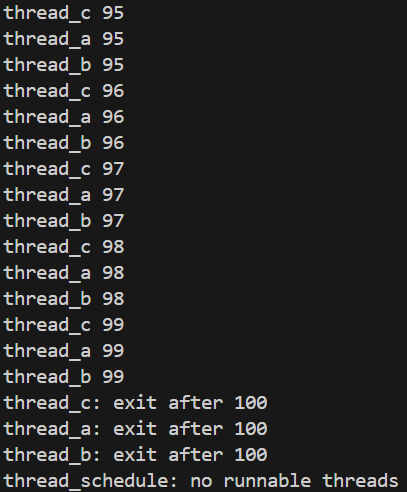 thread_c 95
thread_a 95
thread_b 95
thread_c 96
thread_a 96
thread_b 96
thread_c 97
thread_a 97
thread_b 97
thread_c 98
thread_a 98
thread_b 98
thread_c 99
thread_a 99
thread_b 99
thread_c: exit after 100
thread_a: exit after 100
thread_b: exit after 100
thread_schedule: no runnable threads